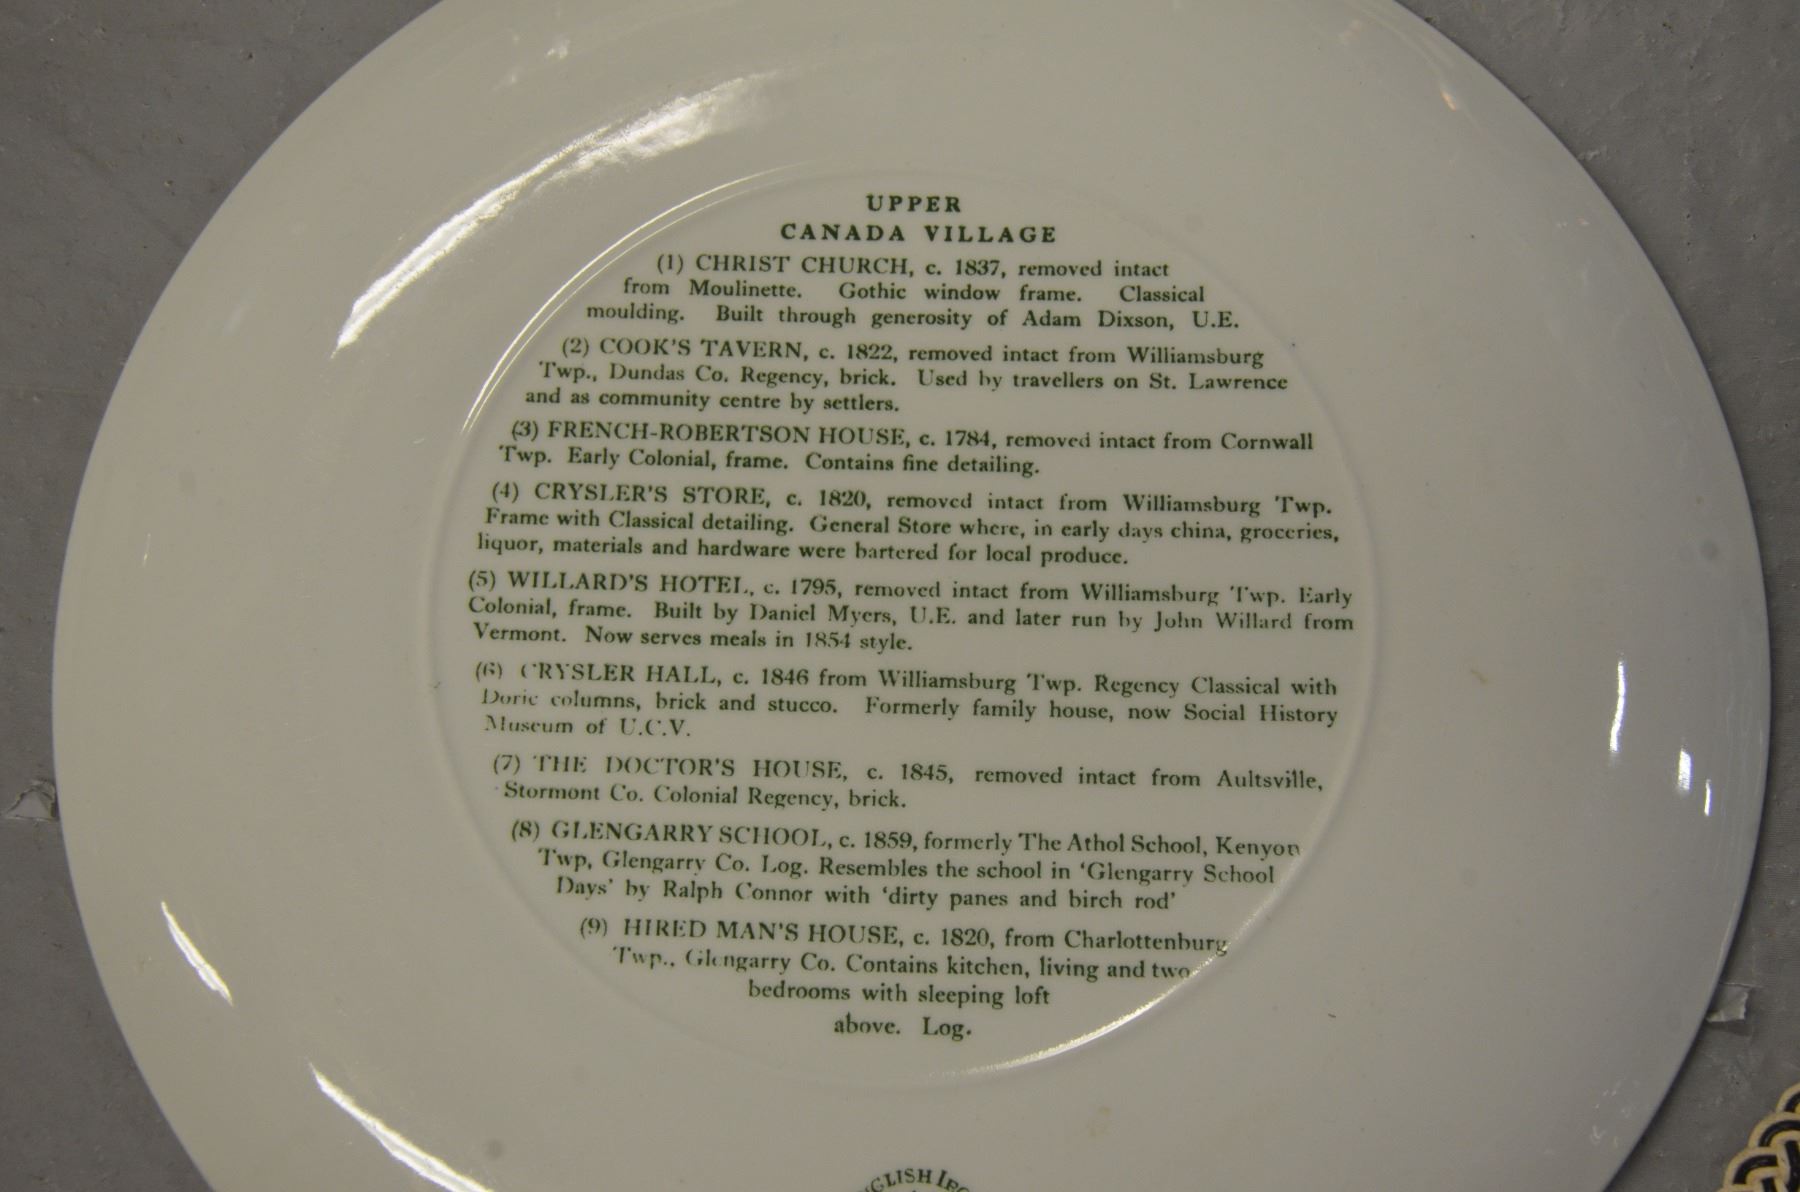 UPPER
CANADA VILLAGE
(1) CHRIST CHURCH, c. 1837, removed intact
from Moulinette. Gothic window frame. Classical
moulding. Built through generosity of Adam Dixson, U.E.
(2) COOK'S TAVERN, c. 1822, removed intact from Williamsburg
Twp., Dundas Co. Regency, brick. Used by travellers on St. Lawrence
and as community centre by settlers.
(3) FRENCH-ROBERTSON HOUSE, c. 1784, removed intact from Cornwall
Twp. Early Colonial, frame. Contains fine detailing.
(4) CRYSLER'S STORE, c. 1820, removed intact from Williamsburg Twp.
Frame with Classical detailing. General Store where, in early days china, groceries,
liquor, materials and hardware were bartered for local produce.
(5) WILLARD'S HOTEL, c. 1795, removed intact from Williamsburg Twp. Early
Colonial, frame. Built by Daniel Myers, U.E. and later run by John Willard from
Vermont. Now serves meals in 1854 style.
(6) CRYSLER HALL, c. 1846 from Williamsburg Twp. Regency Classical with
Doric columns, brick and stucco. Formerly family house, now Social History
Museum of U.C.V.
(7) THE DOCTOR'S HOUSE, c. 1845, removed intact from Aultsville,
Stormont Co. Colonial Regency, brick.
(8) GLENGARRY SCHOOL, c. 1859, formerly The Athol School, Kenyon
Twp, Glengarry Co. Log. Resembles the school in 'Glengarry School
Days' by Ralph Connor with 'dirty panes and birch rod'
(9) HIRED MAN'S HOUSE, c. 1820, from Charlottenburg
Twp., Glengarry Co. Contains kitchen, living and two
bedrooms with sleeping loft
above. Log.